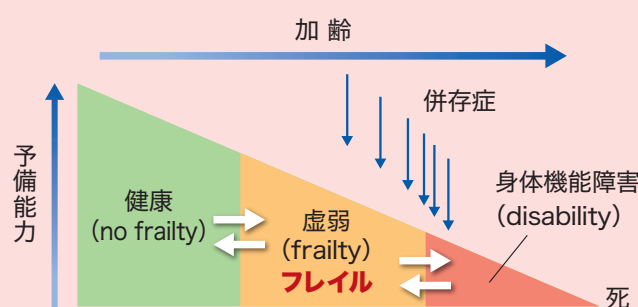 加齢
併存症
予備能力
健康
(no frailty)
虚弱
(frailty)
フレイル
身体機能障害
(disability)
死